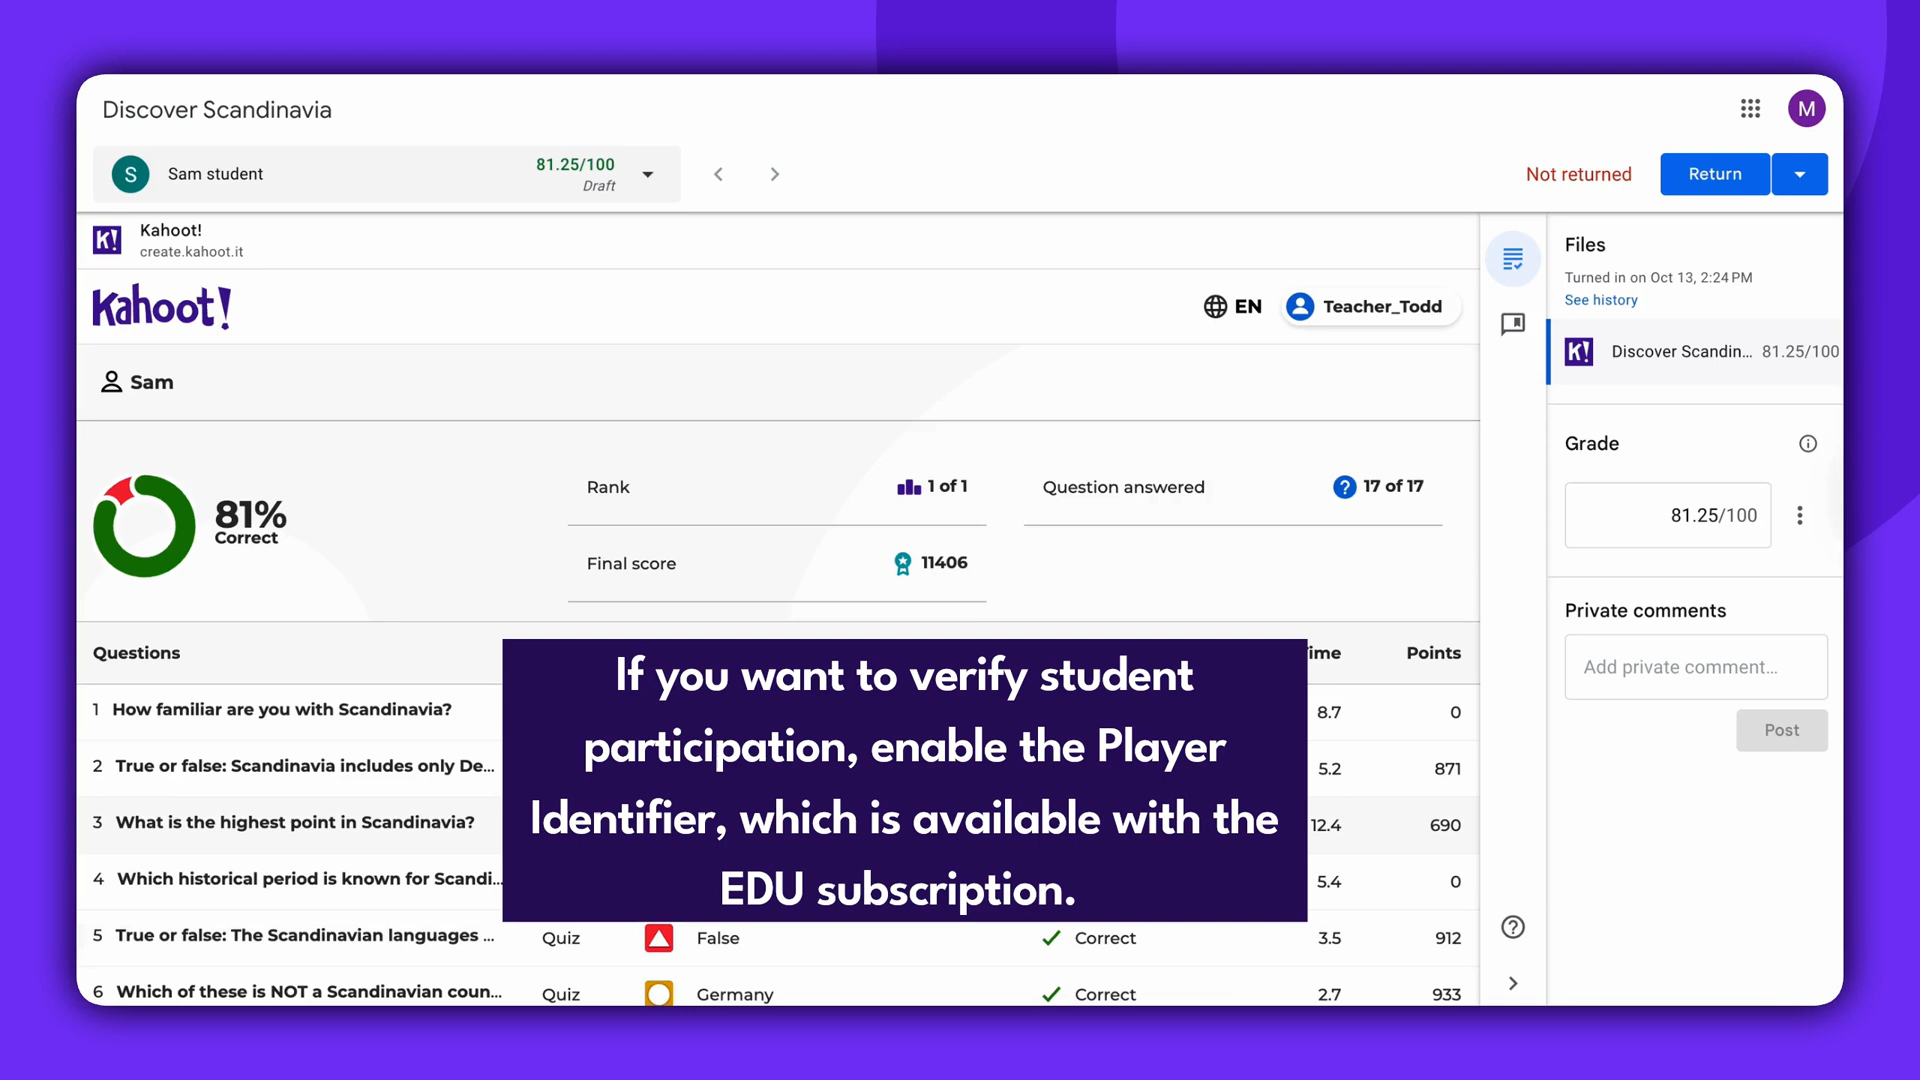 Discover Scandinavia
M
S
Sam student
81.25/100
Draft
Not returned
Return
K!
Kahoot!
create.kahoot.it
Kahoot!
EN
Teacher_Todd
Sam
81%
Correct
Rank
1 of 1
Question answered
? 17 of 17
Final score
11406
Questions
Points
1 How familiar are you with Scandinavia?
8.7
0
2 True or false: Scandinavia includes only De...
5.2
871
3 What is the highest point in Scandinavia?
12.4
690
4 Which historical period is known for Scandi...
5.4
0
5 True or false: The Scandinavian languages ...
Quiz
False
Correct
3.5
912
6 Which of these is NOT a Scandinavian coun...
Quiz
Germany
Correct
2.7
933
If you want to verify student
participation, enable the Player
Identifier, which is available with the
EDU subscription.
Files
Turned in on Oct 13, 2:24 PM
See history
K!
Discover Scandin...
81.25/100
Grade
81.25/100
Private comments
Add private comment...
Post
?